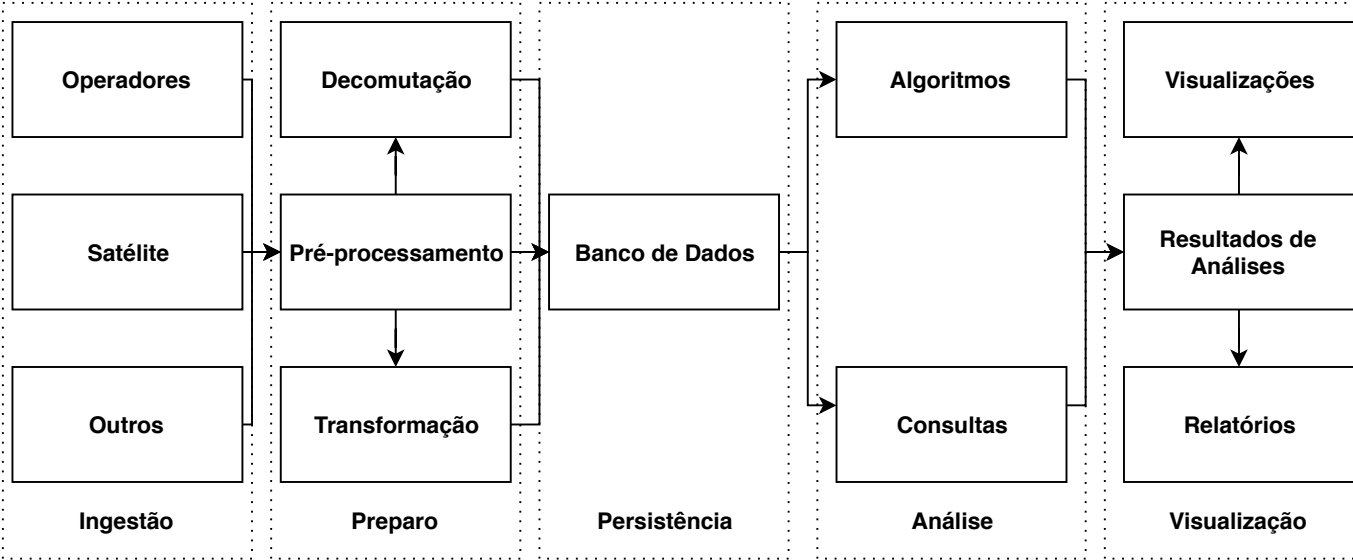 Operadores
Decomutação
Algoritmos
Visualizações
Satélite
Pré-processamento
Banco de Dados
Resultados de
Análises
Outros
Transformação
Consultas
Relatórios
Ingestão
Preparo
Persistência
Análise
Visualização